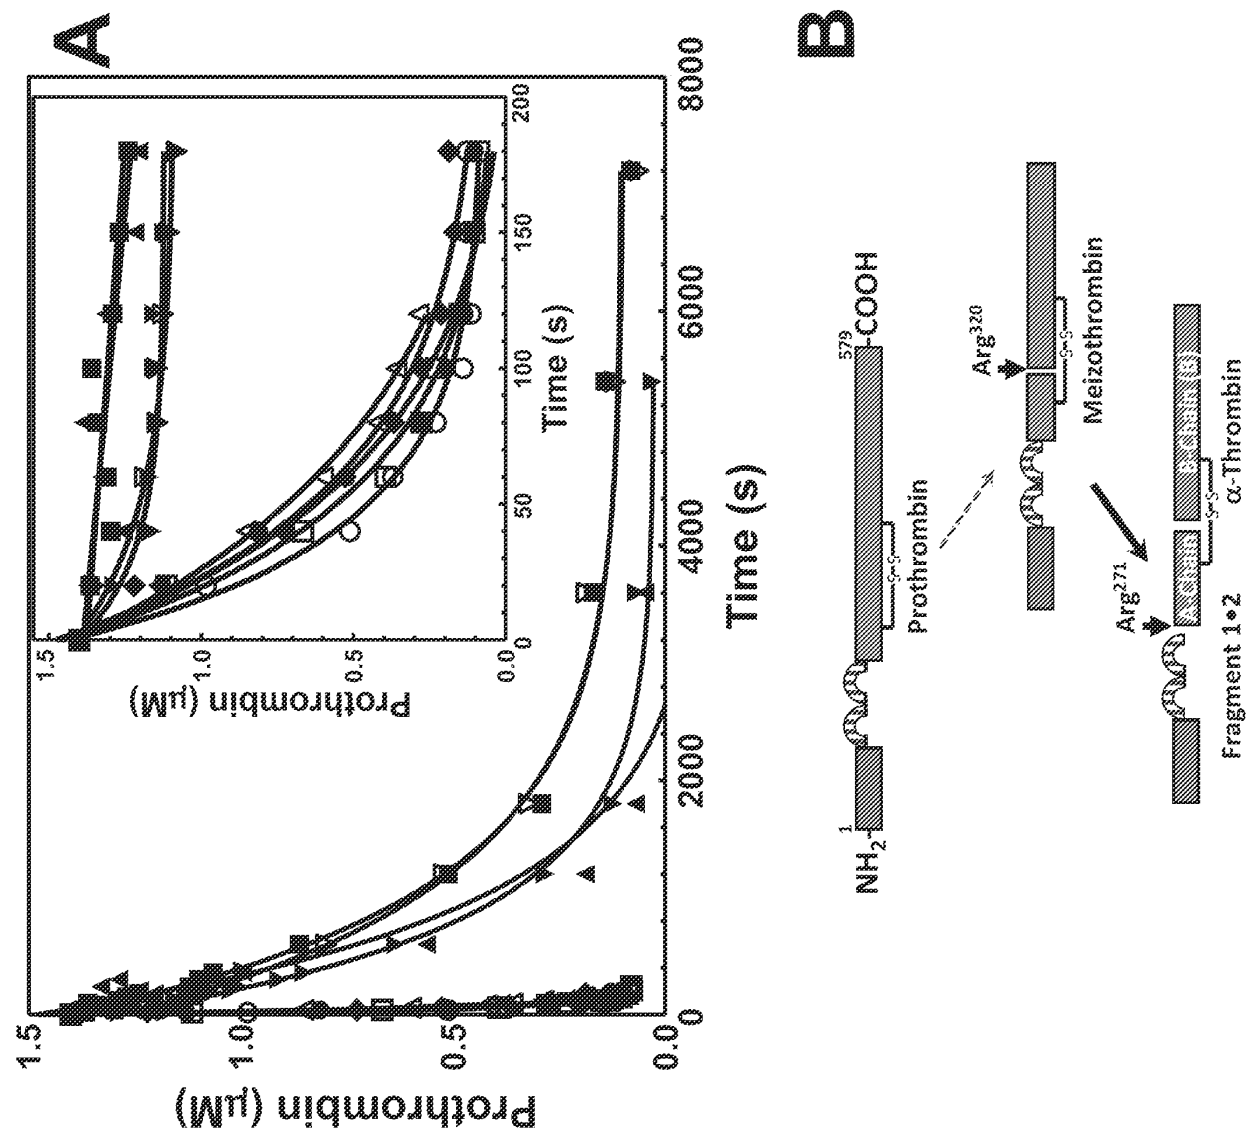 A
Prothrombin (µM)
1.5
1.0
0.5
0.0
0
2000
4000
6000
8000
Time (s)
Prothrombin (µM)
1.5
1.0
0.5
0.0
0
50
100
150
200
Time (s)
B
1
579
NH2
COOH
S-S
Prothrombin
Arg320
S-S
Meizothrombin
Arg271
A Chain
B Chain (B)
S-S
Fragment 1•2
α-Thrombin